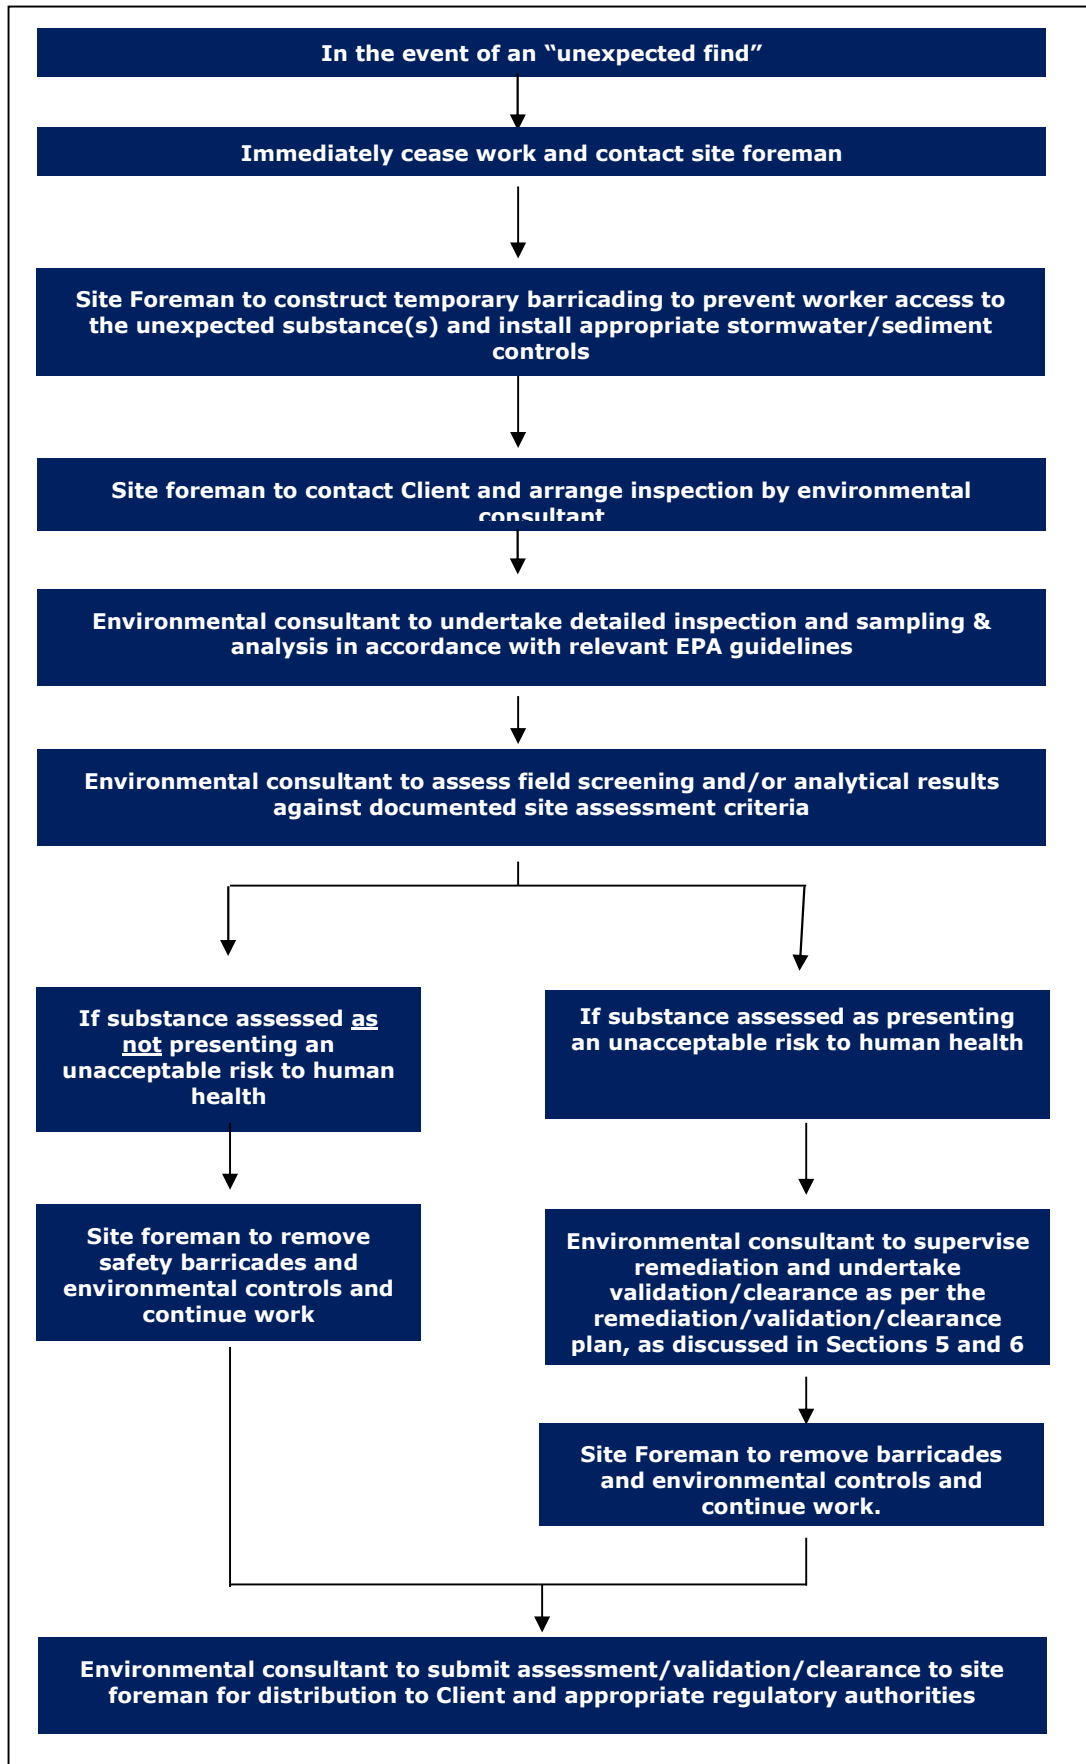 In the event of an “unexpected find”
Immediately cease work and contact site foreman
Site Foreman to construct temporary barricading to prevent worker access to
the unexpected substance(s) and install appropriate stormwater/sediment
controls
Site foreman to contact Client and arrange inspection by environmental
consultant
Environmental consultant to undertake detailed inspection and sampling &
analysis in accordance with relevant EPA guidelines
Environmental consultant to assess field screening and/or analytical results
against documented site assessment criteria
If substance assessed as
not presenting an
unacceptable risk to human
health
Site foreman to remove
safety barricades and
environmental controls and
continue work
If substance assessed as presenting
an unacceptable risk to human health
Environmental consultant to supervise
remediation and undertake
validation/clearance as per the
remediation/validation/clearance
plan, as discussed in Sections 5 and 6
Site Foreman to remove barricades
and environmental controls and
continue work.
Environmental consultant to submit assessment/validation/clearance to site
foreman for distribution to Client and appropriate regulatory authorities